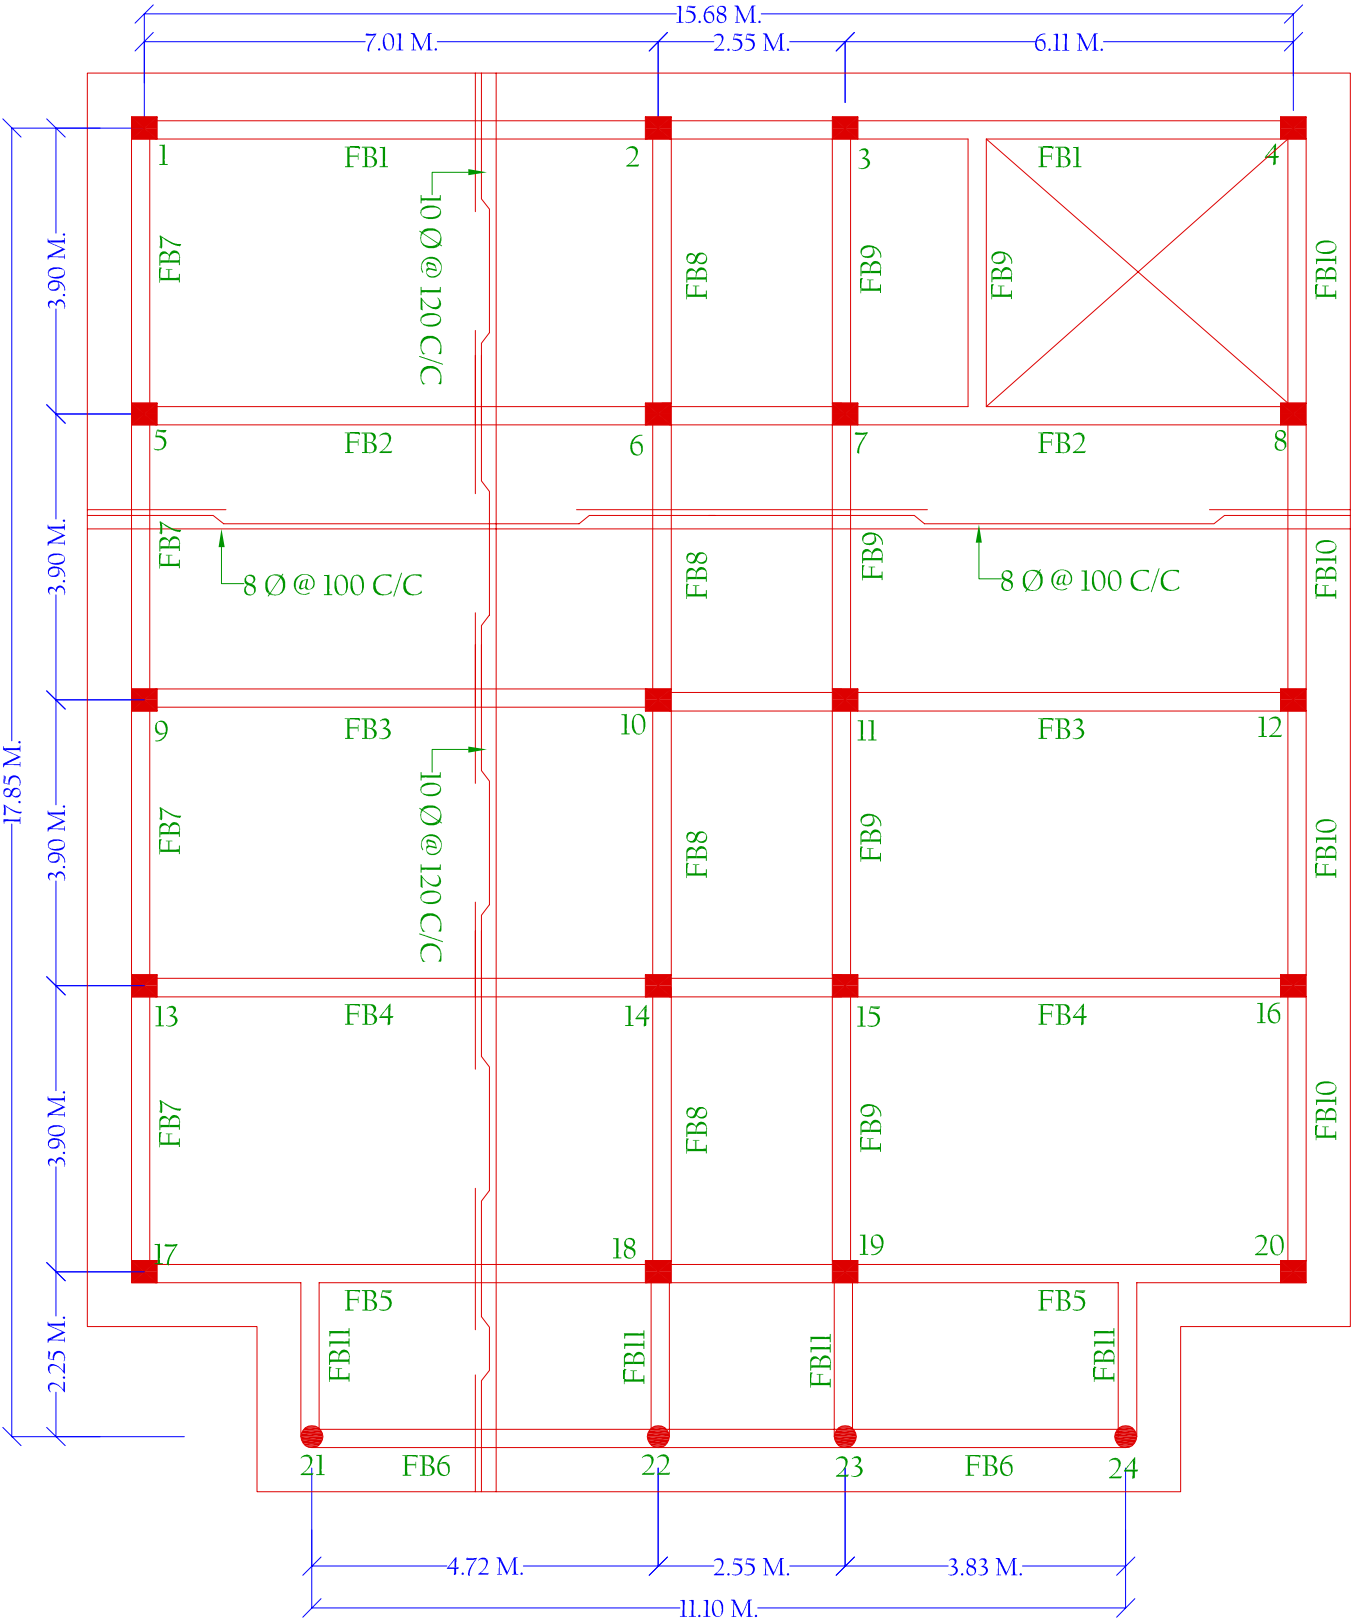 15.68 M.
7.01 M. 2.55 M. 6.11 M.
1 FB1 2 3 FB1 4
10 Ø @ 120 C/C
3.90 M. FB7 FB8 FB9 FB9 FB10
5 FB2 6 7 FB2 8
3.90 M. FB7 FB8 FB9 FB10
8 Ø @ 100 C/C 8 Ø @ 100 C/C
9 FB3 10 11 FB3 12
17.85 M.
10 Ø @ 120 C/C
3.90 M. FB7 FB8 FB9 FB10
13 FB4 14 15 FB4 16
3.90 M. FB7 FB8 FB9 FB10
17 18 19 20
FB5 FB5
2.25 M. FB11 FB11 FB11 FB11
21 FB6 22 23 FB6 24
4.72 M. 2.55 M. 3.83 M.
11.10 M.